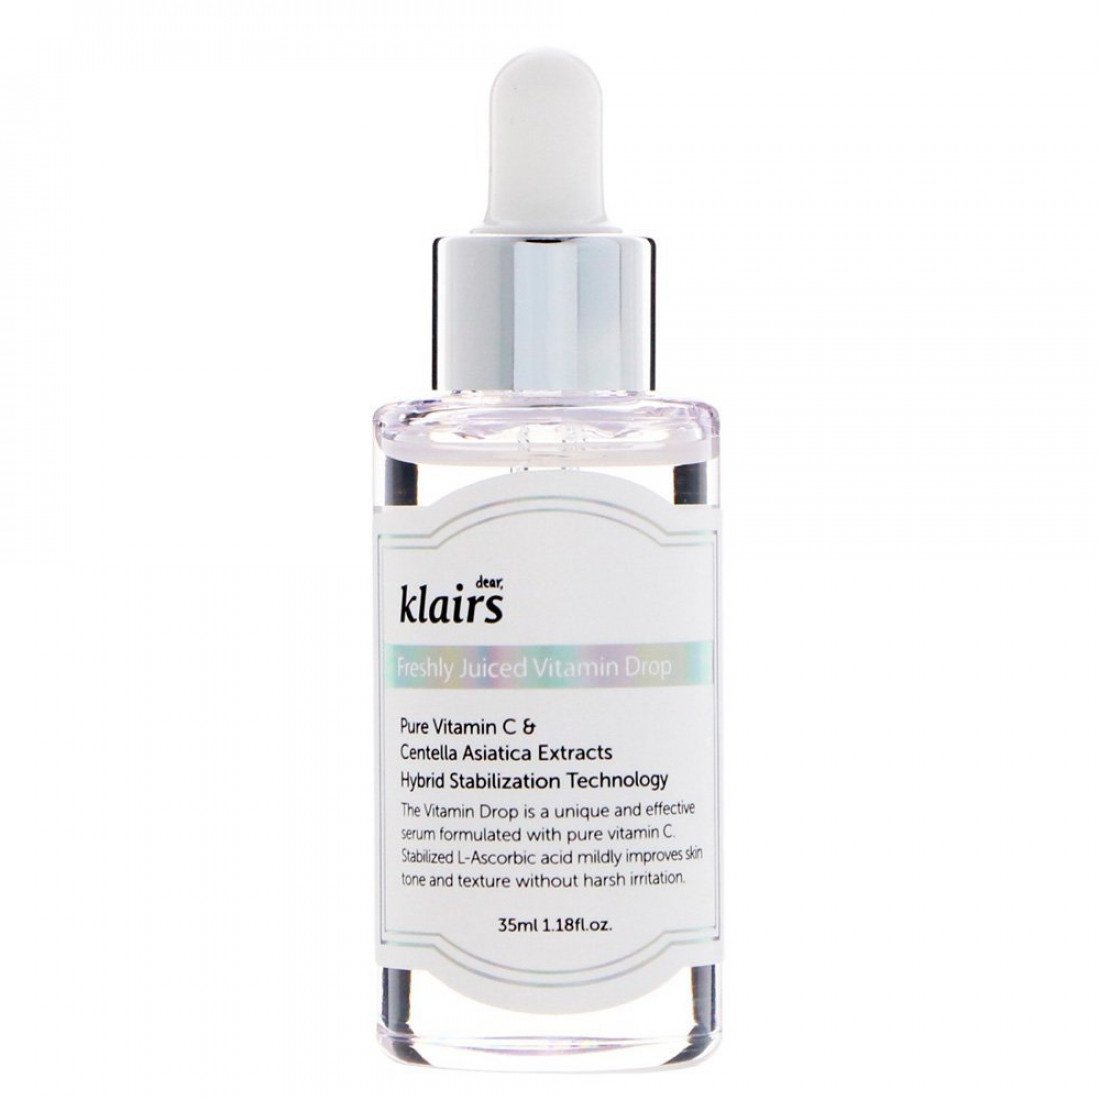 dear,
klairs
Freshly Juiced Vitamin Drop
Pure Vitamin C &
Centella Asiatica Extracts
Hybrid Stabilization Technology
The Vitamin Drop is a unique and effective
serum formulated with pure vitamin C.
Stabilized L-Ascorbic acid mildly improves skin
tone and texture without harsh irritation.
35ml 1.18fl.oz.